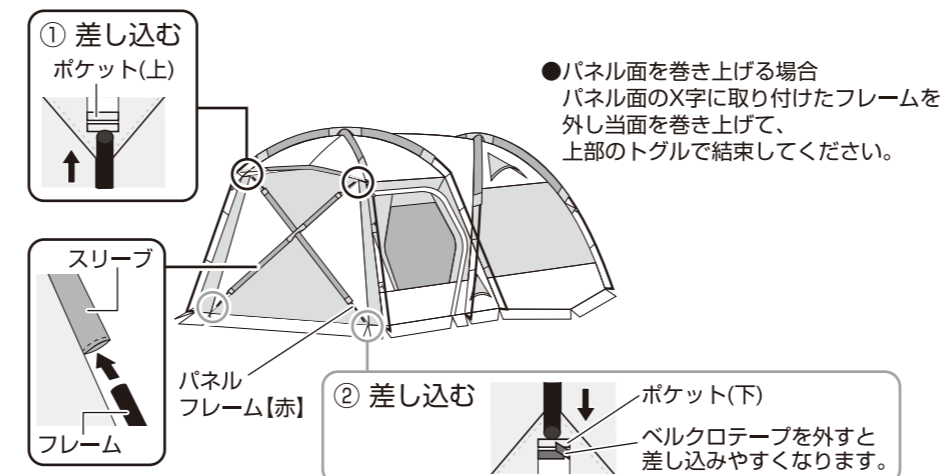 ① 差し込む
ポケット(上)
●パネル面を巻き上げる場合
パネル面のX字に取り付けたフレームを
外し当面を巻き上げて、
上部のトグルで結束してください。
スリーブ
フレーム
パネル
フレーム【赤】
② 差し込む
ポケット(下)
ベルクロテープを外すと
差し込みやすくなります。